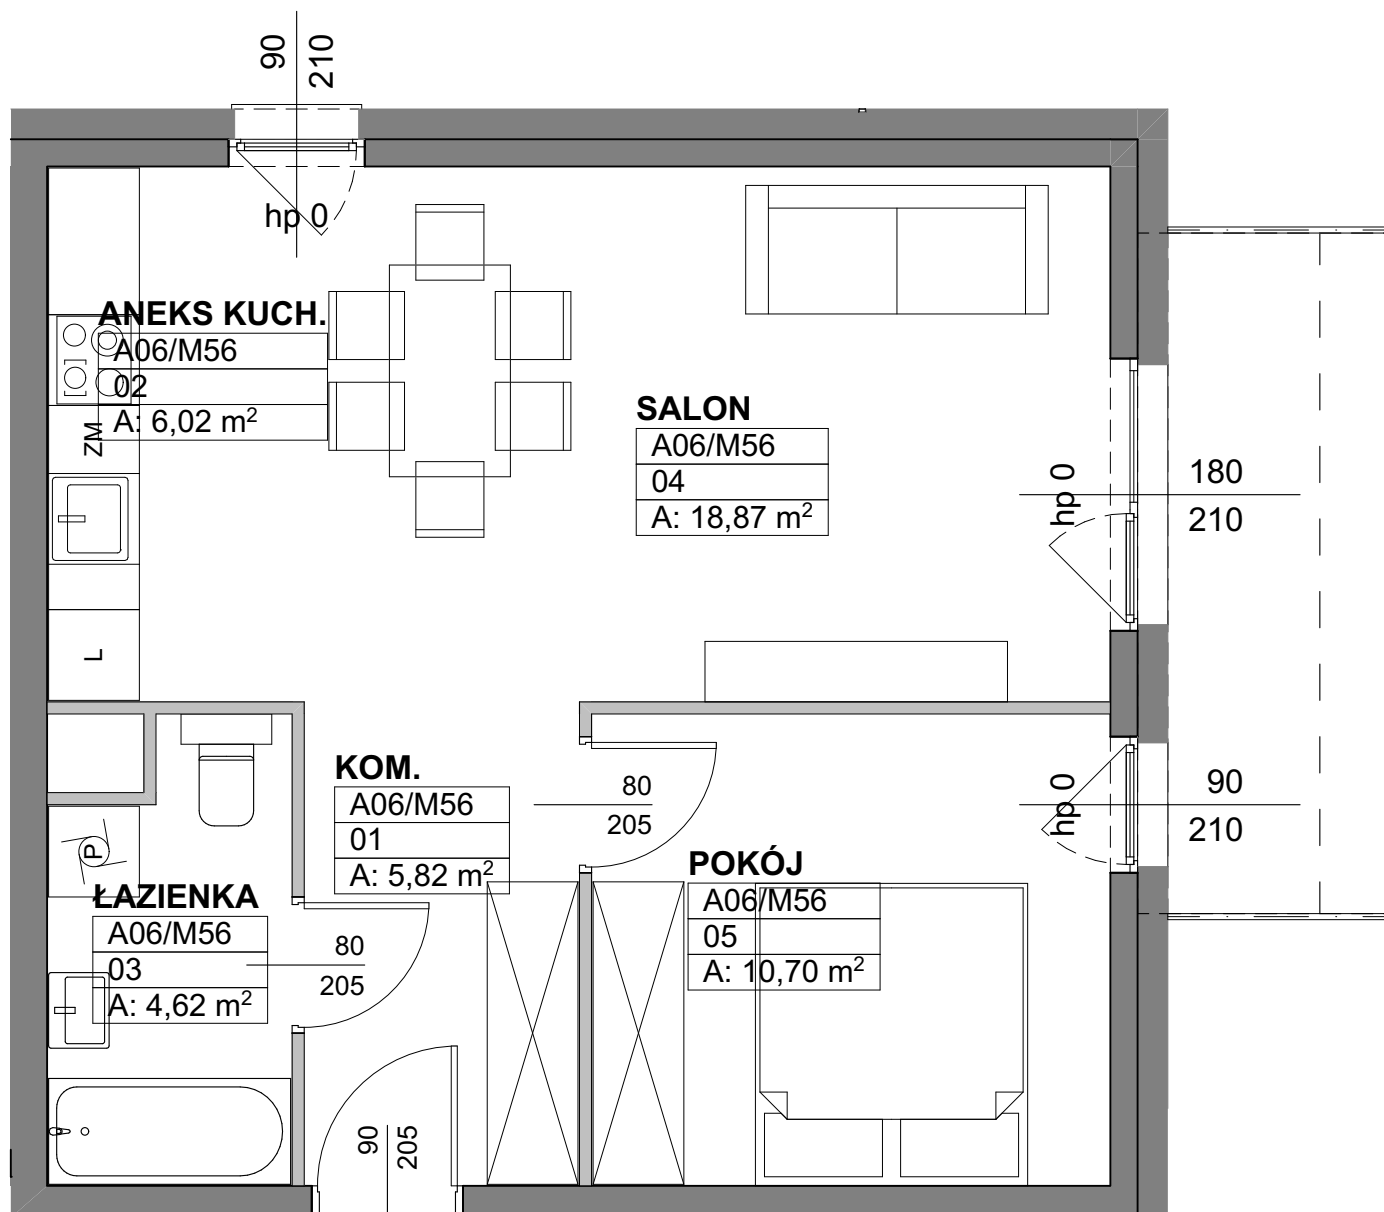 90
210
hp 0
ANEKS KUCH.
A06/M56
02
A: 6,02 m²
ZM
L
SALON
A06/M56
04
A: 18,87 m²
hp 0
180
210
KOM.
A06/M56
01
A: 5,82 m²
80
205
hp 0
90
210
P
ŁAZIENKA
A06/M56
03
A: 4,62 m²
80
205
POKÓJ
A06/M56
05
A: 10,70 m²
90
205